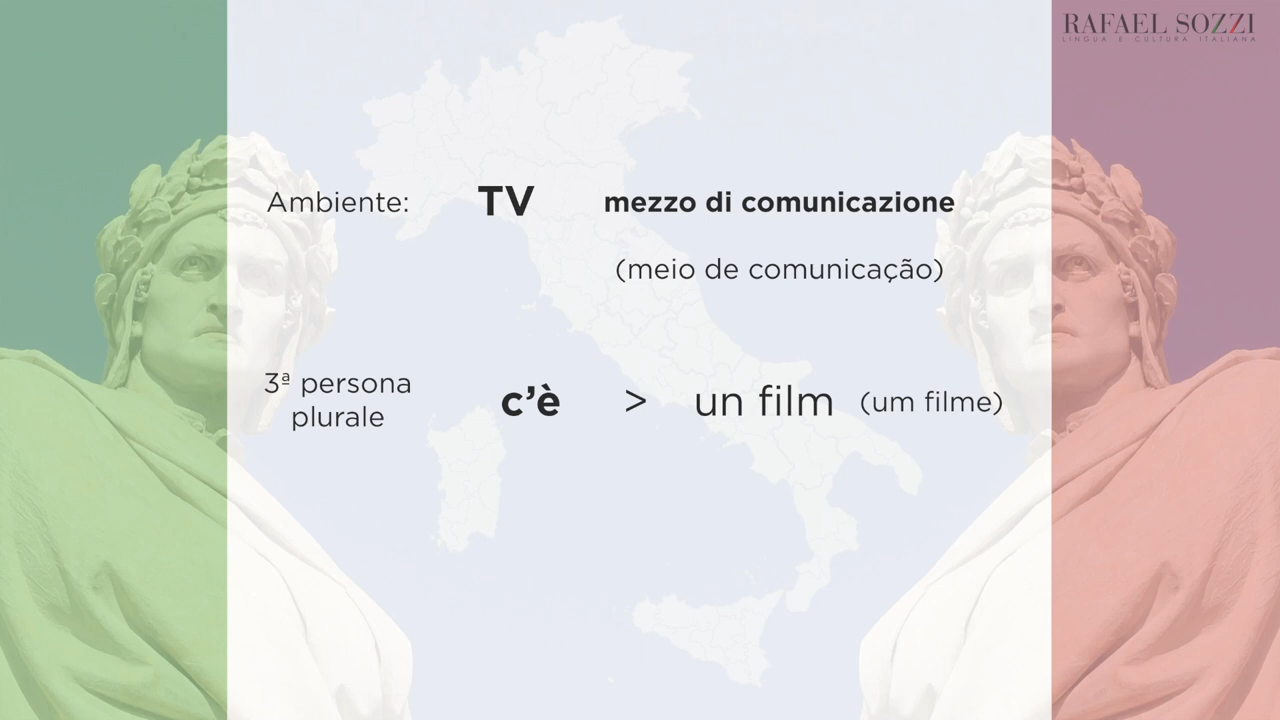 RAFAEL SOZZI
LINGUA E CULTURA ITALIANA
Ambiente: TV mezzo di comunicazione
(meio de comunicação)
3ª persona
plurale
c’è > un film (um filme)